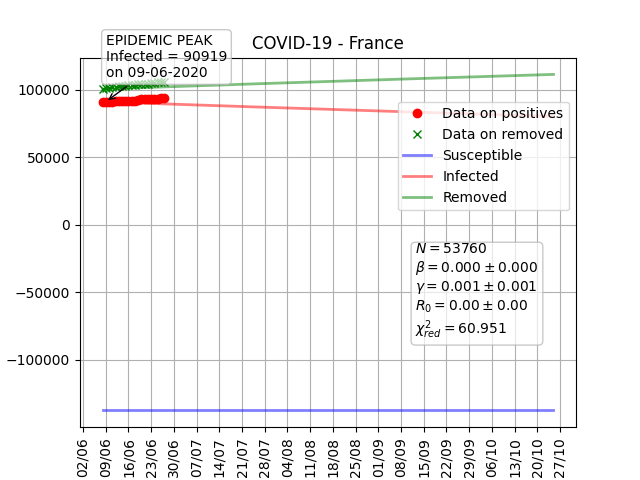 COVID-19 - France
EPIDEMIC PEAK
Infected = 90919
on 09-06-2020
100000
50000
0
−50000
−100000
Data on positives
Data on removed
Susceptible
Infected
Removed
N = 53760
β = 0.000 ± 0.000
γ = 0.001 ± 0.001
R₀ = 0.00 ± 0.00
χ²_red = 60.951
02/06
09/06
16/06
23/06
30/06
07/07
14/07
21/07
28/07
04/08
11/08
18/08
25/08
01/09
08/09
15/09
22/09
29/09
06/10
13/10
20/10
27/10